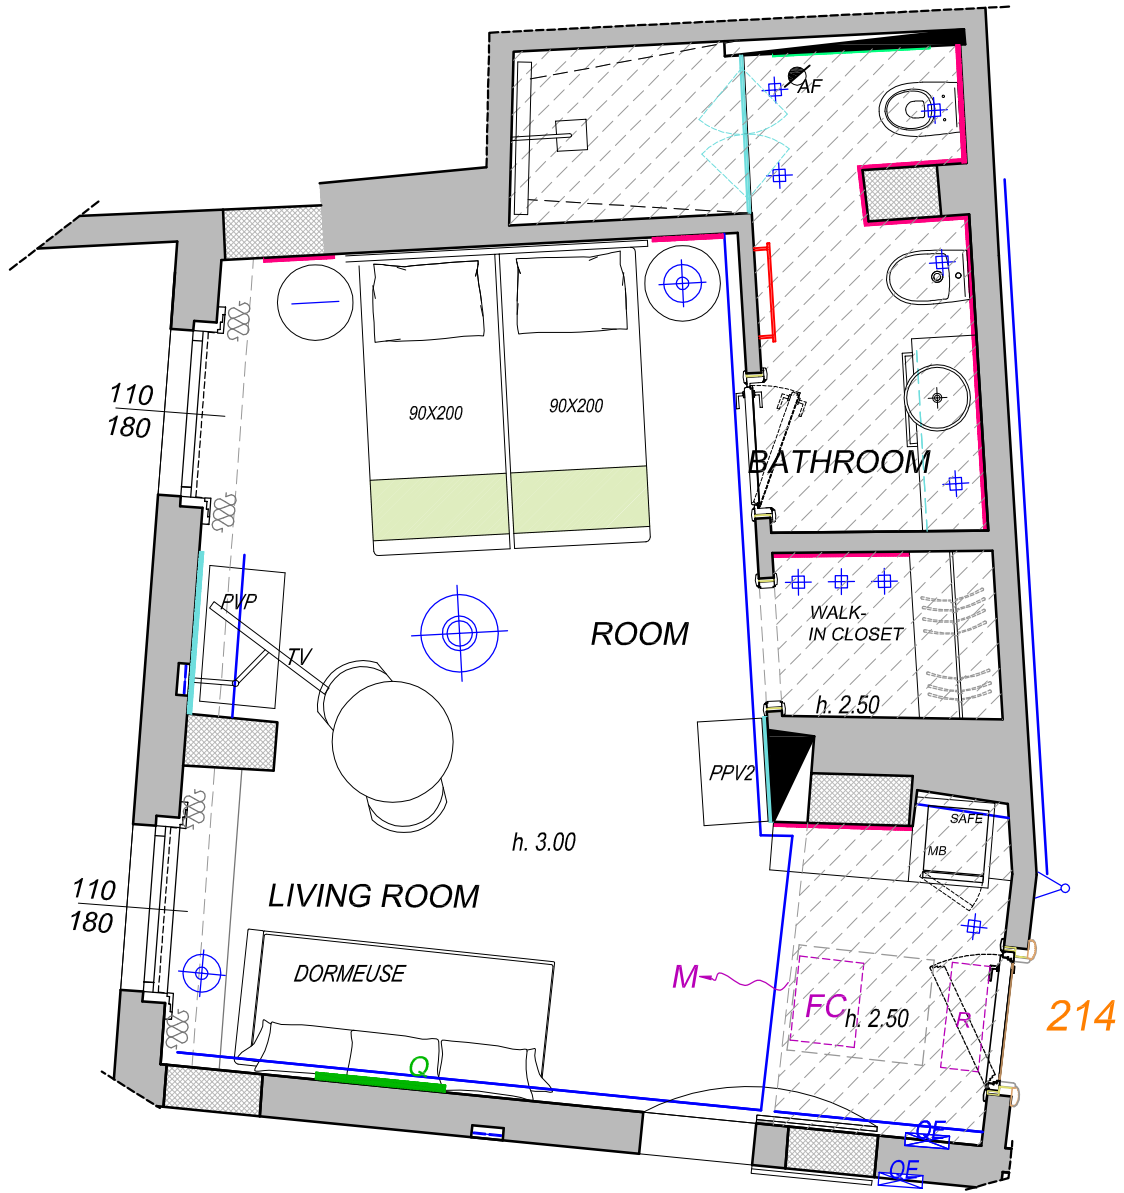 AF
110
180
90X200
90X200
BATHROOM
PVP
TV
ROOM
WALK-
IN CLOSET
h. 2.50
PPV2
SAFE
MB
h. 3.00
110
180
LIVING ROOM
DORMEUSE
M
FC
h. 2.50
R
214
Q
QE
QE